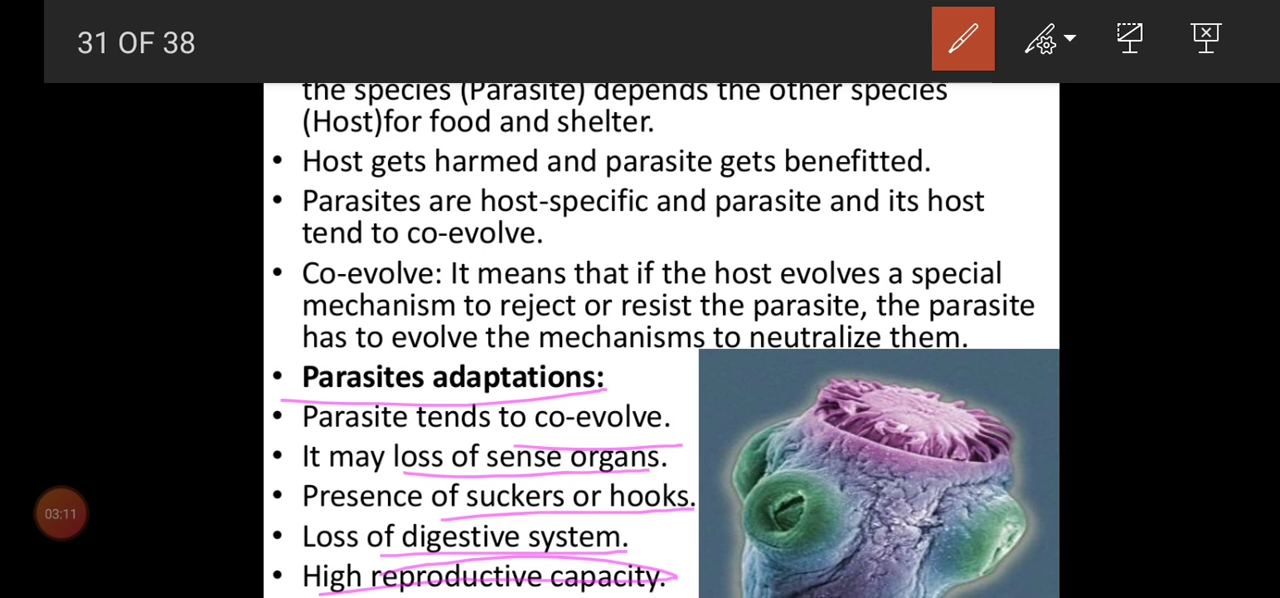 31 OF 38
the species (Parasite) depends the other species
(Host)for food and shelter.
• Host gets harmed and parasite gets benefitted.
• Parasites are host-specific and parasite and its host
tend to co-evolve.
• Co-evolve: It means that if the host evolves a special
mechanism to reject or resist the parasite, the parasite
has to evolve the mechanisms to neutralize them.
• Parasites adaptations:
• Parasite tends to co-evolve.
• It may loss of sense organs.
• Presence of suckers or hooks.
• Loss of digestive system.
• High reproductive capacity.
03:11